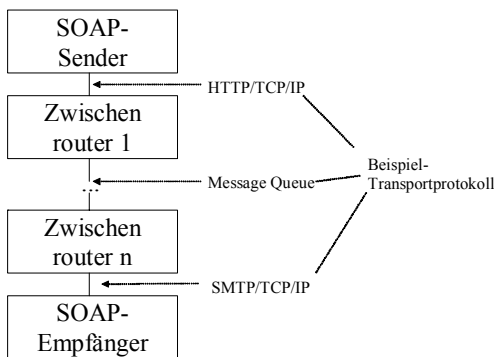 SOAP-
Sender
HTTP/TCP/IP
Zwischen
router 1
Beispiel-
Transportprotokoll
Message Queue
...
Zwischen
router n
SMTP/TCP/IP
SOAP-
Empfänger